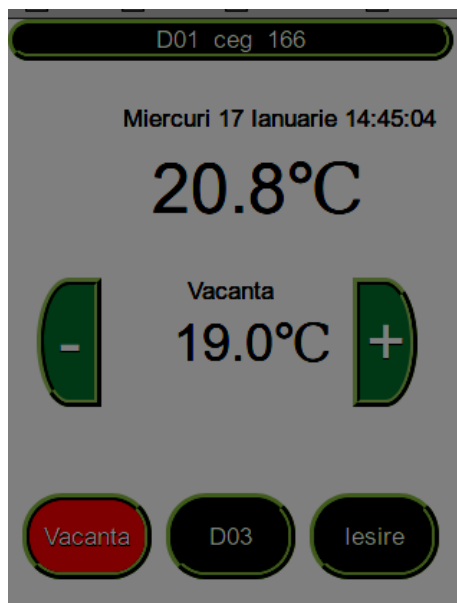 D01 ceg 166
Miercuri 17 Ianuarie 14:45:04
20.8°C
Vacanta
- 19.0°C +
Vacanta D03 Iesire